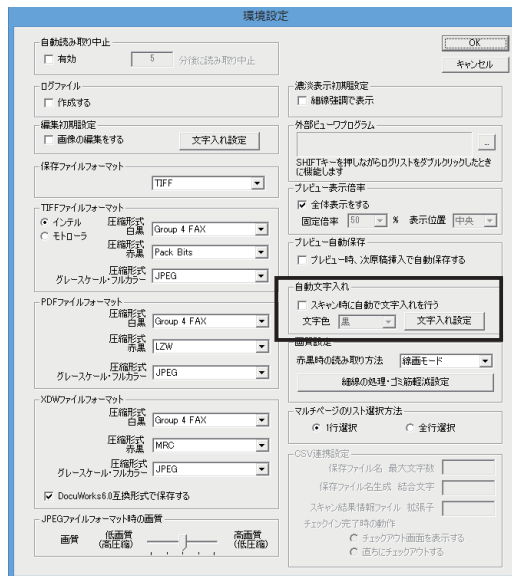 環境設定
自動読み取り中止
有効 5 分後に読み取り中止
ログファイル
作成する
編集初期設定
画像の編集をする 文字入れ設定
保存ファイルフォーマット
TIFF
TIFFファイルフォーマット
インテル
モトローラ
圧縮形式
白黒 Group 4 FAX
圧縮形式
赤黒 Pack Bits
圧縮形式
グレースケール・フルカラー JPEG
PDFファイルフォーマット
圧縮形式
白黒 Group 4 FAX
圧縮形式
赤黒 LZW
圧縮形式
グレースケール・フルカラー JPEG
XDWファイルフォーマット
圧縮形式
白黒 Group 4 FAX
圧縮形式
赤黒 MRC
圧縮形式
グレースケール・フルカラー JPEG
DocuWorks6.0互換形式で保存する
JPEGファイルフォーマット時の画質
画質 低画質 高画質
(高圧縮) (低圧縮)
OK
キャンセル
濃淡表示初期設定
細線強調で表示
外部ビューワプログラム
...
SHIFTキーを押しながらログリストをダブルクリックしたとき
に機能します
プレビュー表示倍率
全体表示をする
固定倍率 50 % 表示位置 中央
プレビュー自動保存
プレビュー時、次原稿挿入で自動保存する
自動文字入れ
スキャン時に自動で文字入れを行う
文字色 黒 文字入れ設定
画質設定
赤黒時の読み取り方法 線画モード
細線の処理・ゴミ筋軽減設定
マルチページのリスト選択方法
1行選択 全行選択
CSV連携設定
保存ファイル名 最大文字数
保存ファイル名生成 結合文字
スキャン結果情報ファイル 拡張子
チェックイン完了時の動作
チェックアウト画面を表示する
直ちにチェックアウトする